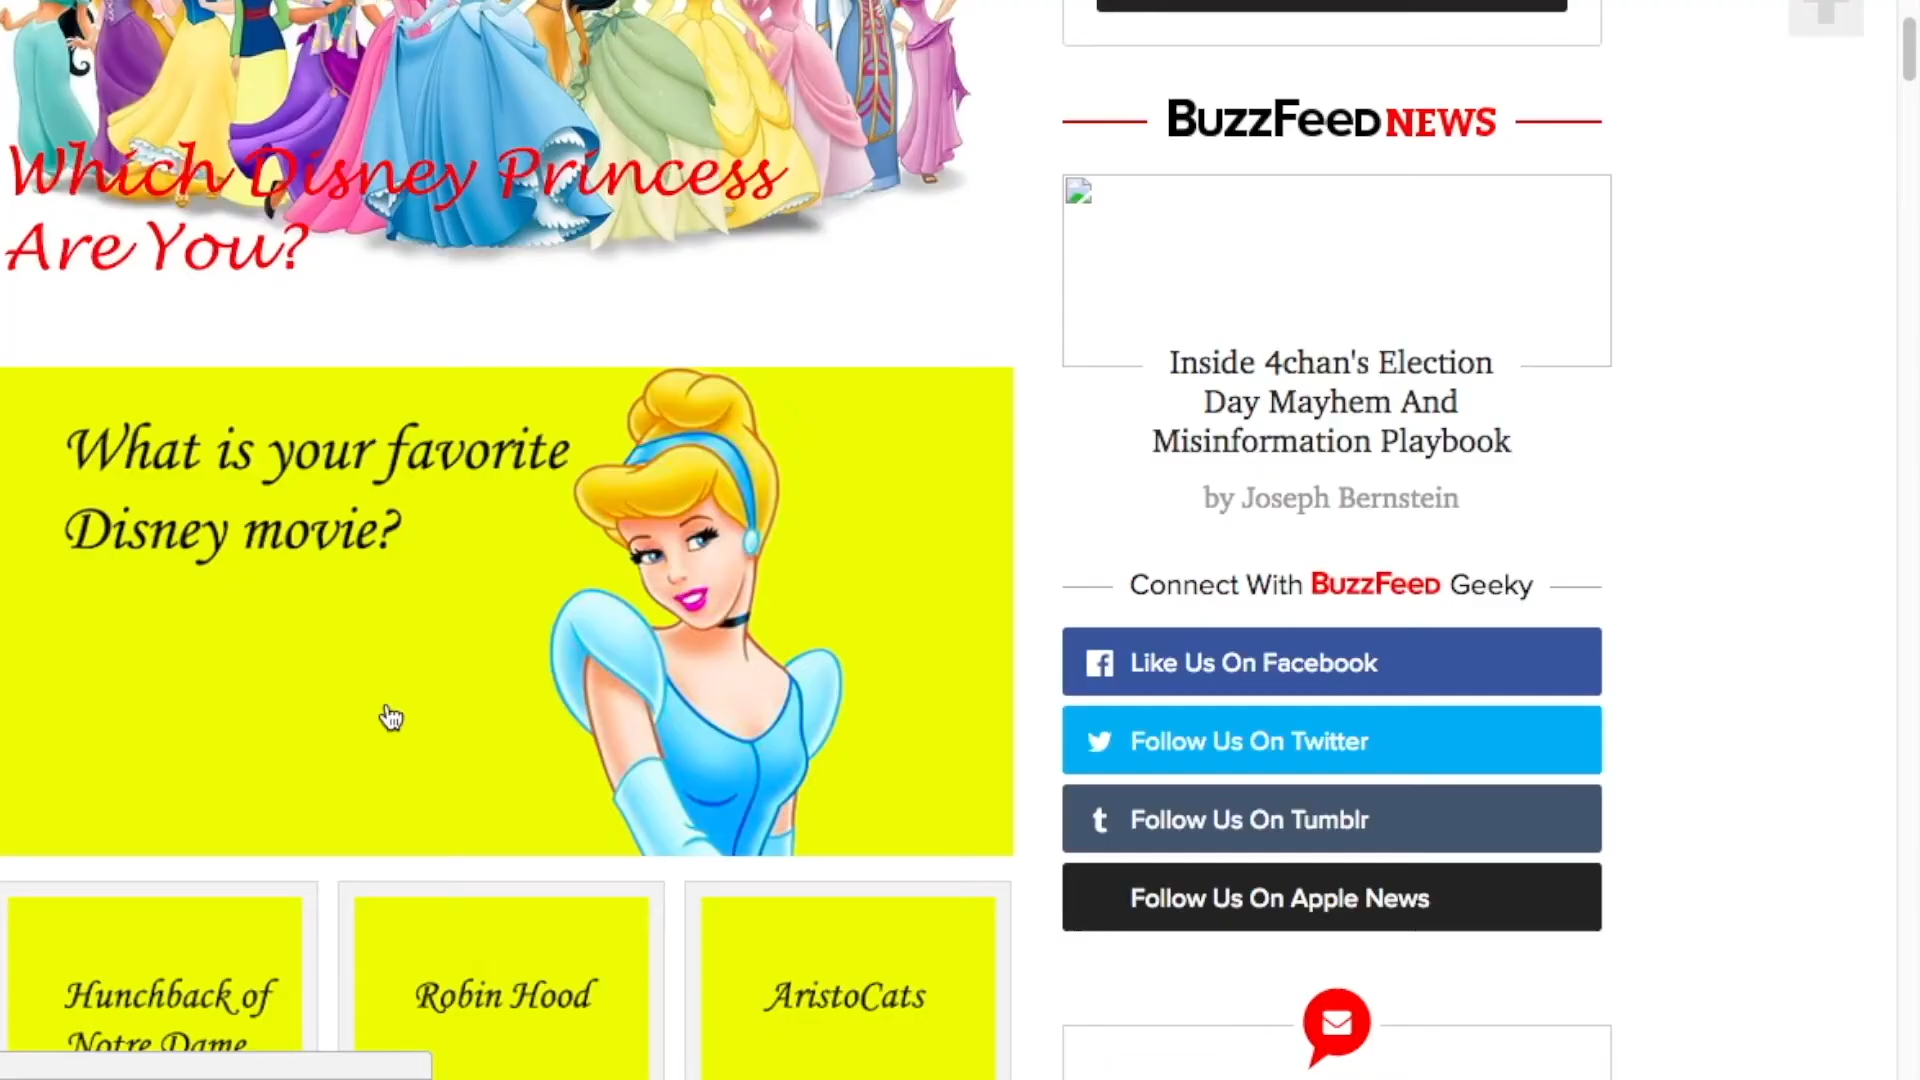 Which Disney Princess
Are You?
What is your favorite
Disney movie?
Hunchback of
Notre Dame
Robin Hood
AristoCats
BuzzFeed NEWS
Inside 4chan's Election
Day Mayhem And
Misinformation Playbook
by Joseph Bernstein
Connect With BuzzFeed Geeky
Like Us On Facebook
Follow Us On Twitter
t Follow Us On Tumblr
Follow Us On Apple News